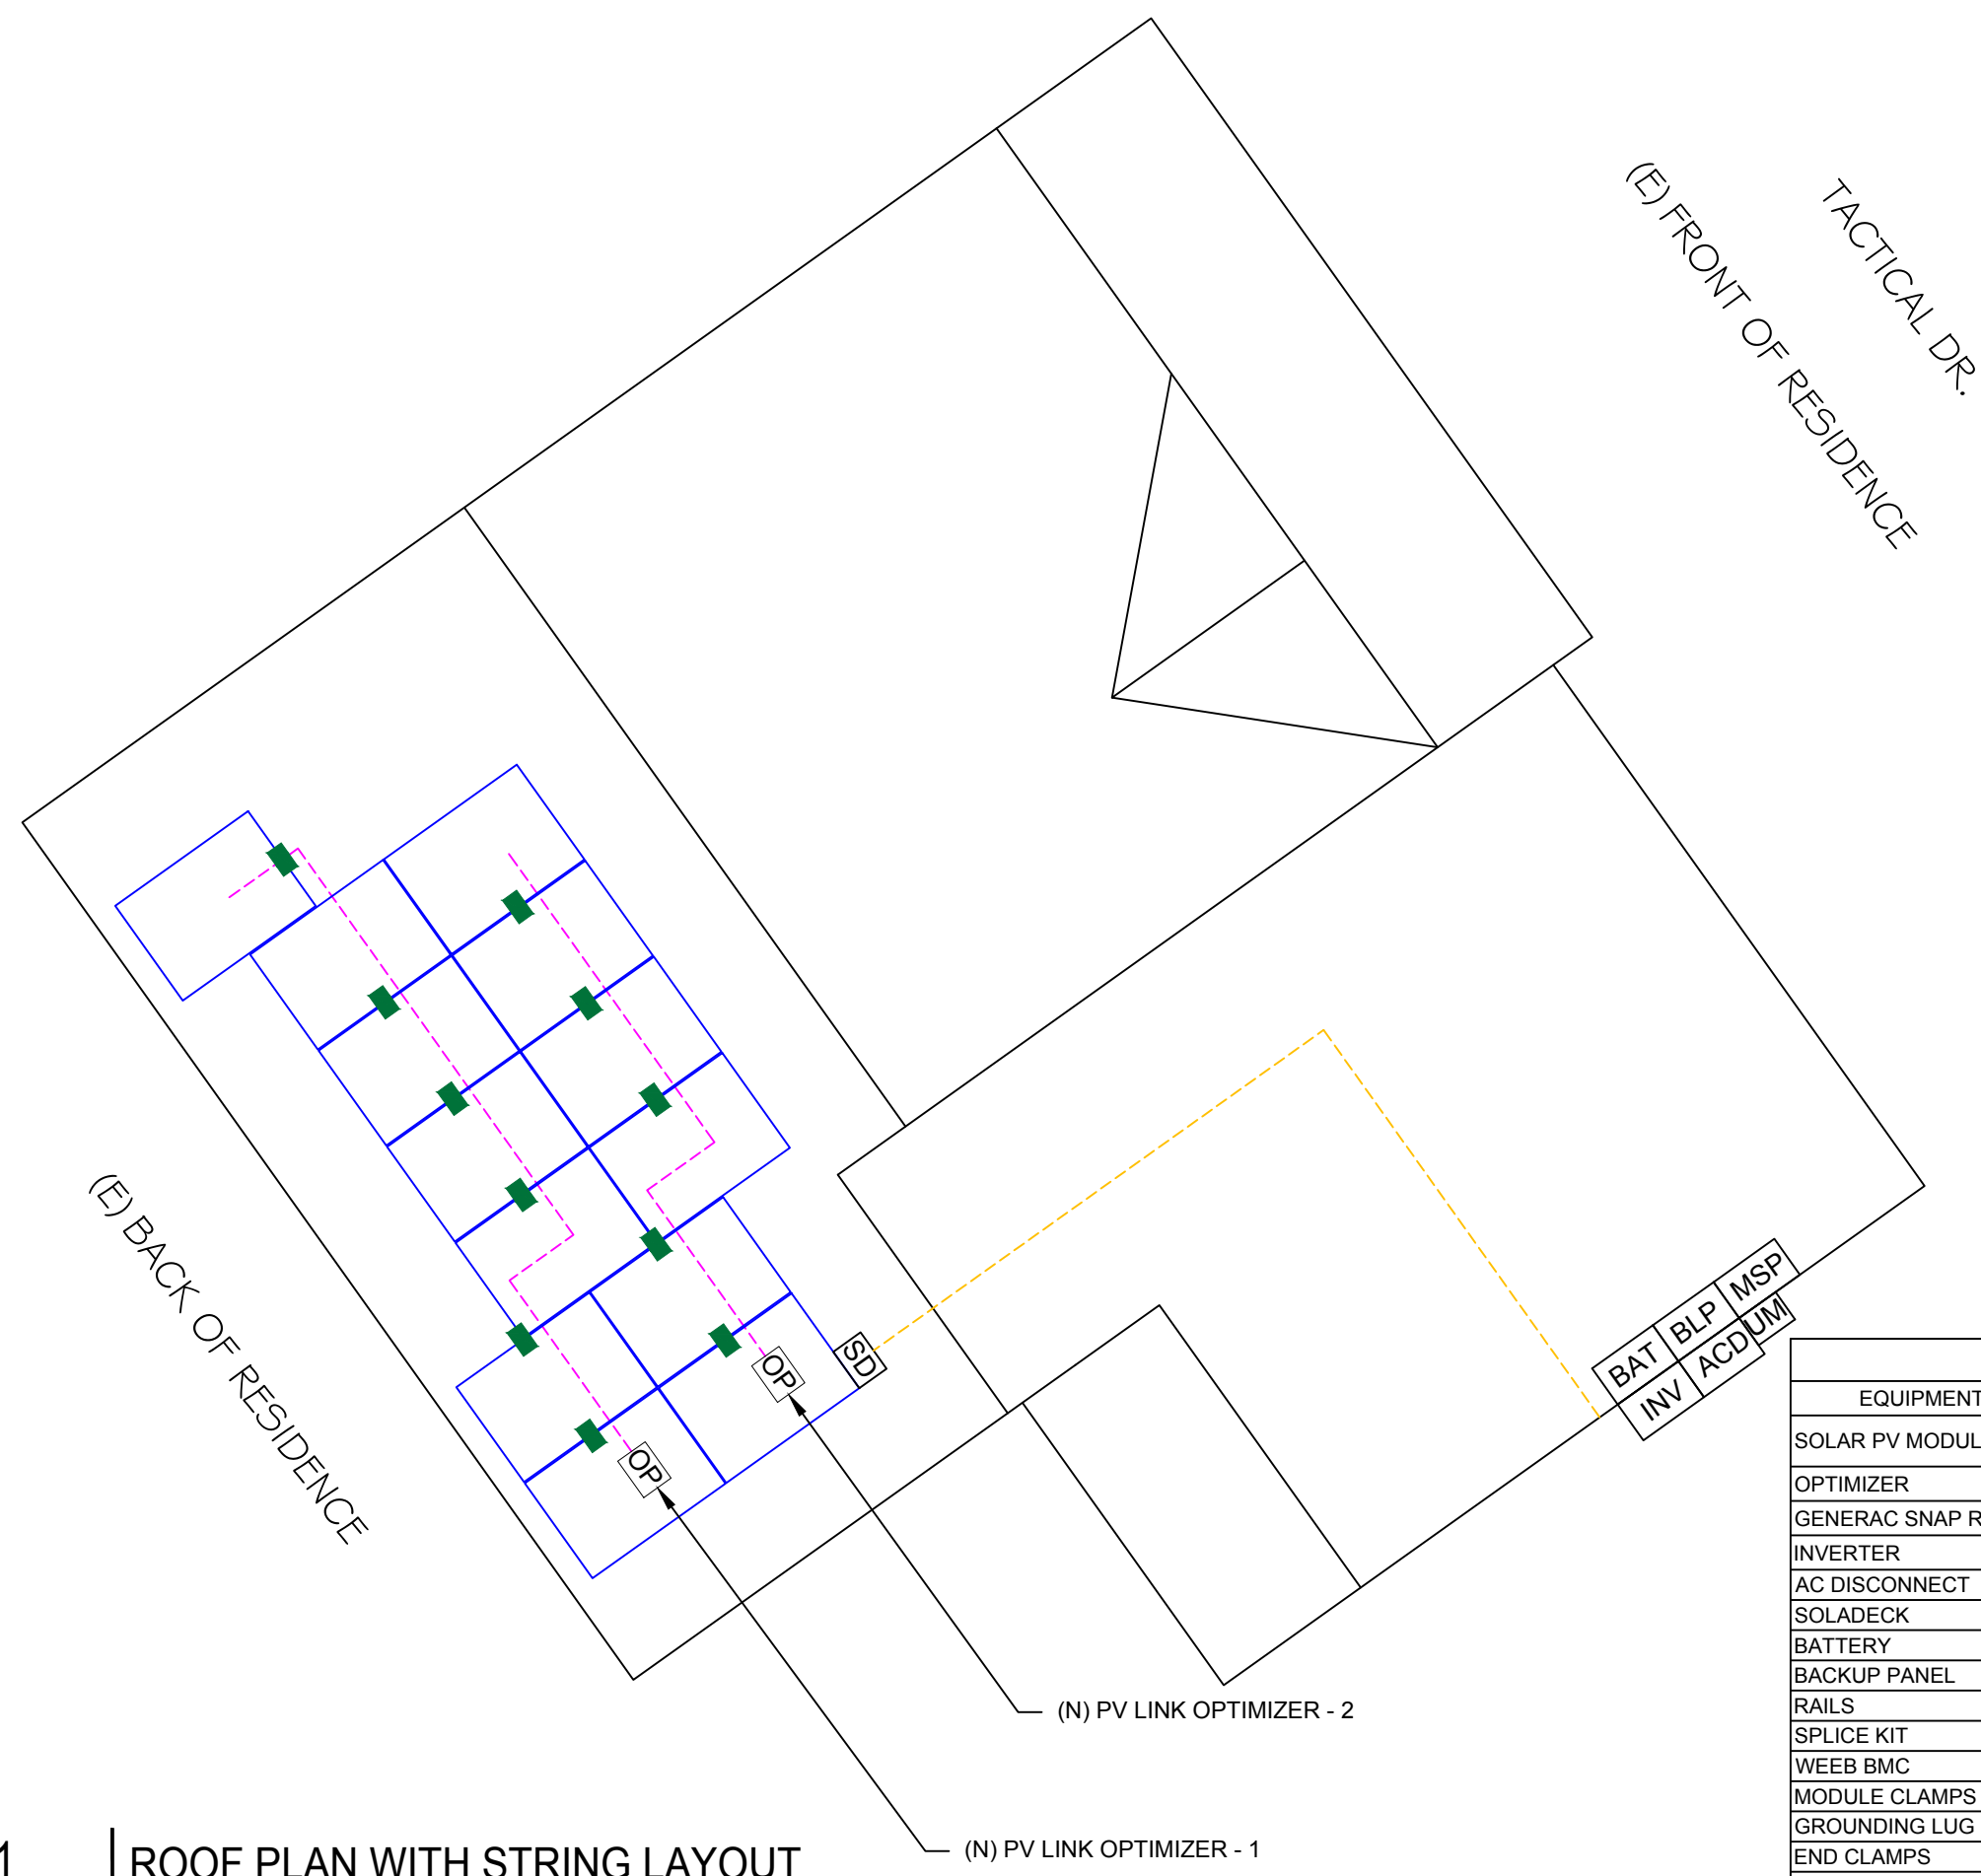 TACTICAL DR.
(E) FRONT OF RESIDENCE
(E) BACK OF RESIDENCE
SD
OP
OP
BAT BLP MSP
INV ACD UM
(N) PV LINK OPTIMIZER - 2
(N) PV LINK OPTIMIZER - 1
EQUIPMENT
SOLAR PV MODUL
OPTIMIZER
GENERAC SNAP R
INVERTER
AC DISCONNECT
SOLADECK
BATTERY
BACKUP PANEL
RAILS
SPLICE KIT
WEEB BMC
MODULE CLAMPS
GROUNDING LUG
END CLAMPS
1 ROOF PLAN WITH STRING LAYOUT